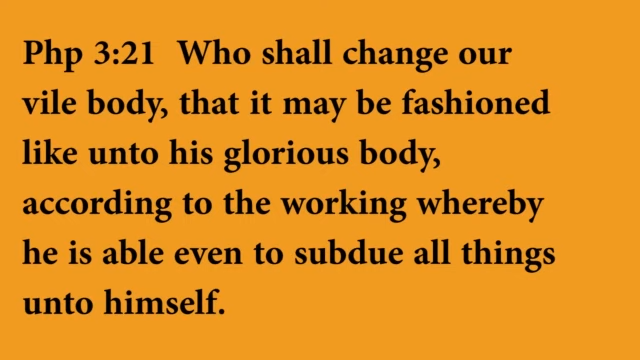 Php 3:21  Who shall change our
vile body, that it may be fashioned
like unto his glorious body,
according to the working whereby
he is able even to subdue all things
unto himself.